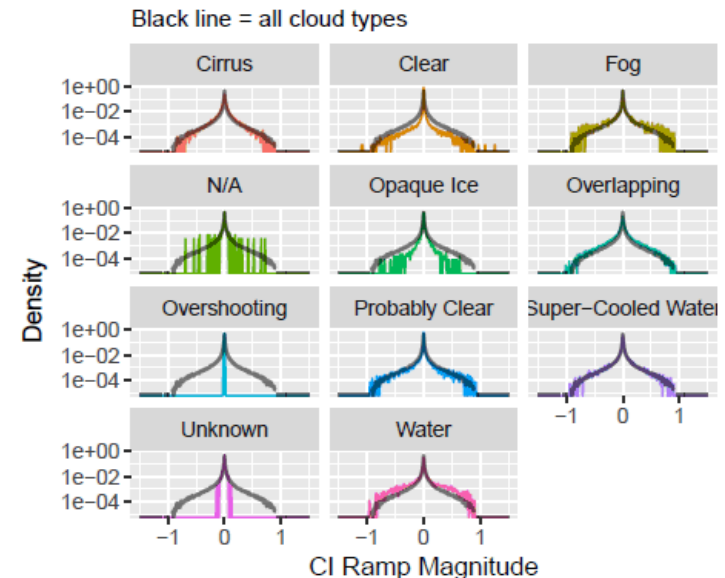 Black line = all cloud types
Cirrus
Clear
Fog
1e+00
1e−02
1e−04
N/A
Opaque Ice
Overlapping
1e+00
1e−02
1e−04
Density
Overshooting
Probably Clear
Super−Cooled Water
1e+00
1e−02
1e−04
−1 0 1
Unknown
Water
1e+00
1e−02
1e−04
−1 0 1
−1 0 1
CI Ramp Magnitude